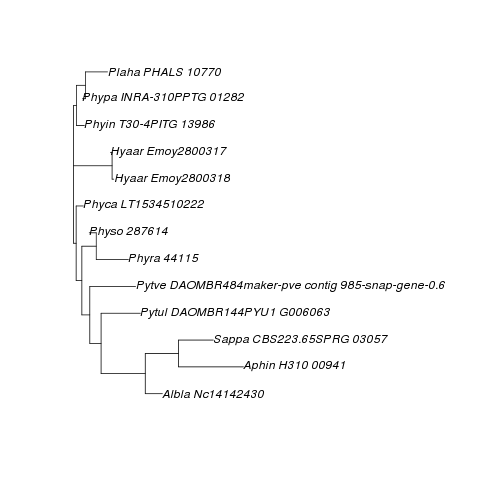 Plaha PHALS 10770
Phypa INRA-310PPTG 01282
Phyin T30-4PITG 13986
Hyaar Emoy2800317
Hyaar Emoy2800318
Phyca LT1534510222
Physo 287614
Phyra 44115
Pytve DAOMBR484maker-pve contig 985-snap-gene-0.6
Pytul DAOMBR144PYU1 G006063
Sappa CBS223.65SPRG 03057
Aphin H310 00941
Albla Nc14142430